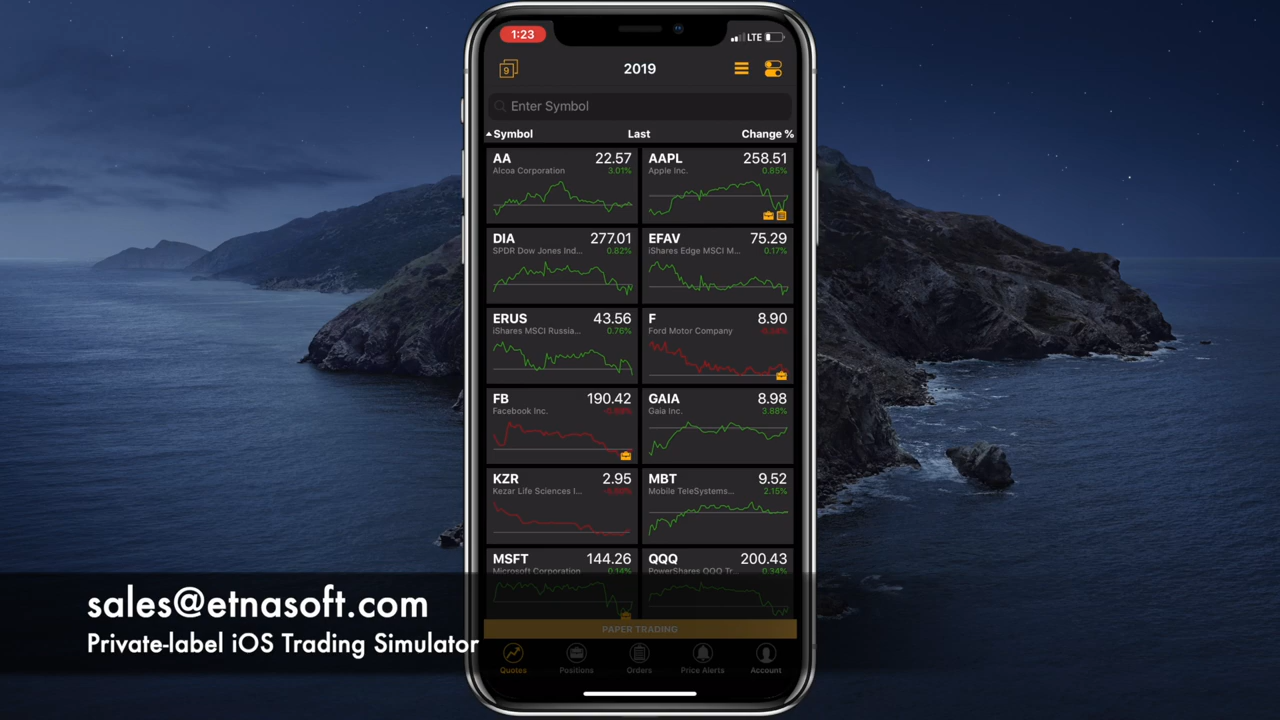 1:23
LTE
9
2019
Enter Symbol
Symbol Last Change %
AA 22.57
Alcoa Corporation 3.01%
AAPL 258.51
Apple Inc. 0.85%
DIA 277.01
SPDR Dow Jones Ind... 0.82%
EFAV 75.29
iShares Edge MSCI M... 0.17%
ERUS 43.56
iShares MSCI Russia... 0.76%
F 8.90
Ford Motor Company
FB 190.42
Facebook Inc.
GAIA 8.98
Gaia Inc. 3.88%
KZR 2.95
Kezar Life Sciences I...
MBT 9.52
Mobile TeleSystems... 2.15%
MSFT 144.26
Microsoft Corporation 0.14%
QQQ 200.43
PowerShares QQQ Tr... 0.34%
PAPER TRADING
Quotes Positions Orders Price Alerts Account
sales@etnasoft.com
Private-label iOS Trading Simulator